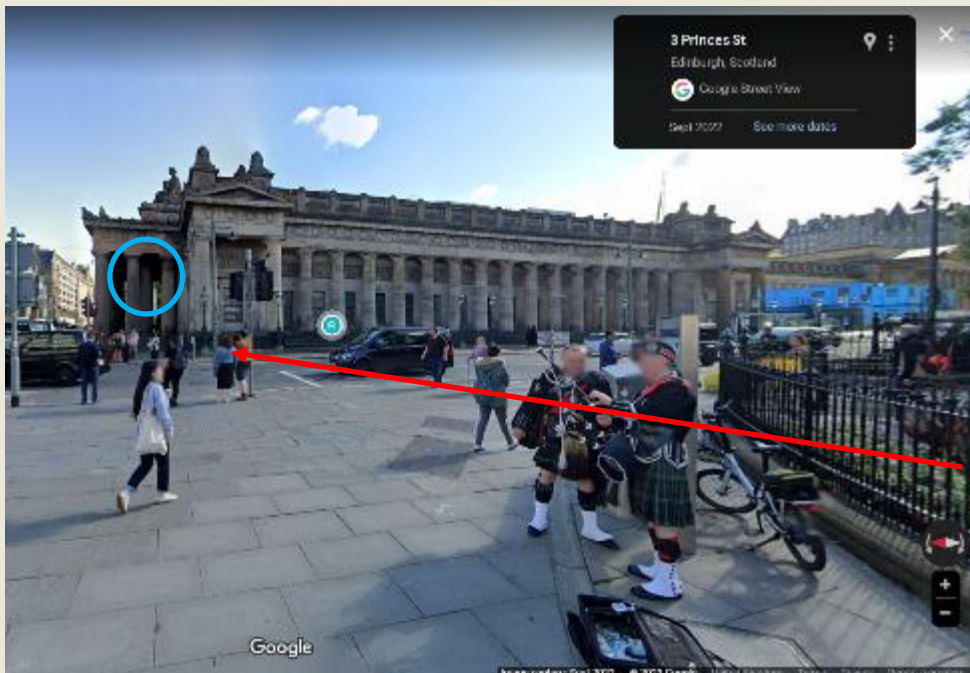 3 Princes St
Edinburgh, Scotland
Google Street View
Sept 2022
See more dates
Google